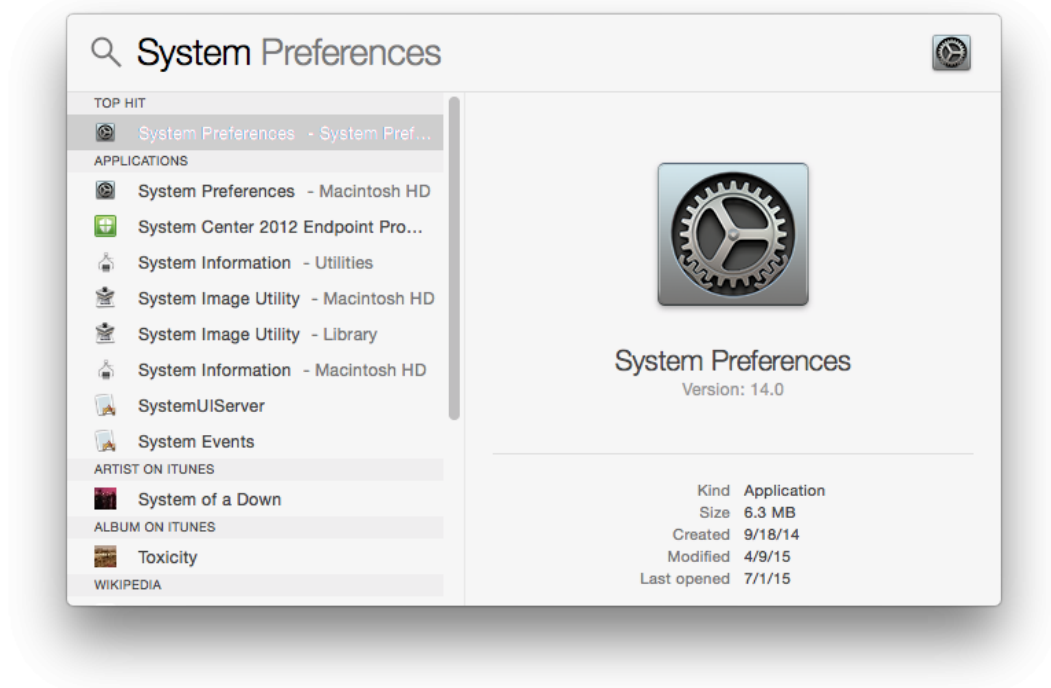 System Preferences
TOP HIT
System Preferences - System Pref...
APPLICATIONS
System Preferences - Macintosh HD
System Center 2012 Endpoint Pro...
System Information - Utilities
System Image Utility - Macintosh HD
System Image Utility - Library
System Information - Macintosh HD
SystemUIServer
System Events
ARTIST ON ITUNES
System of a Down
ALBUM ON ITUNES
Toxicity
WIKIPEDIA
System Preferences
Version: 14.0
Kind Application
Size 6.3 MB
Created 9/18/14
Modified 4/9/15
Last opened 7/1/15